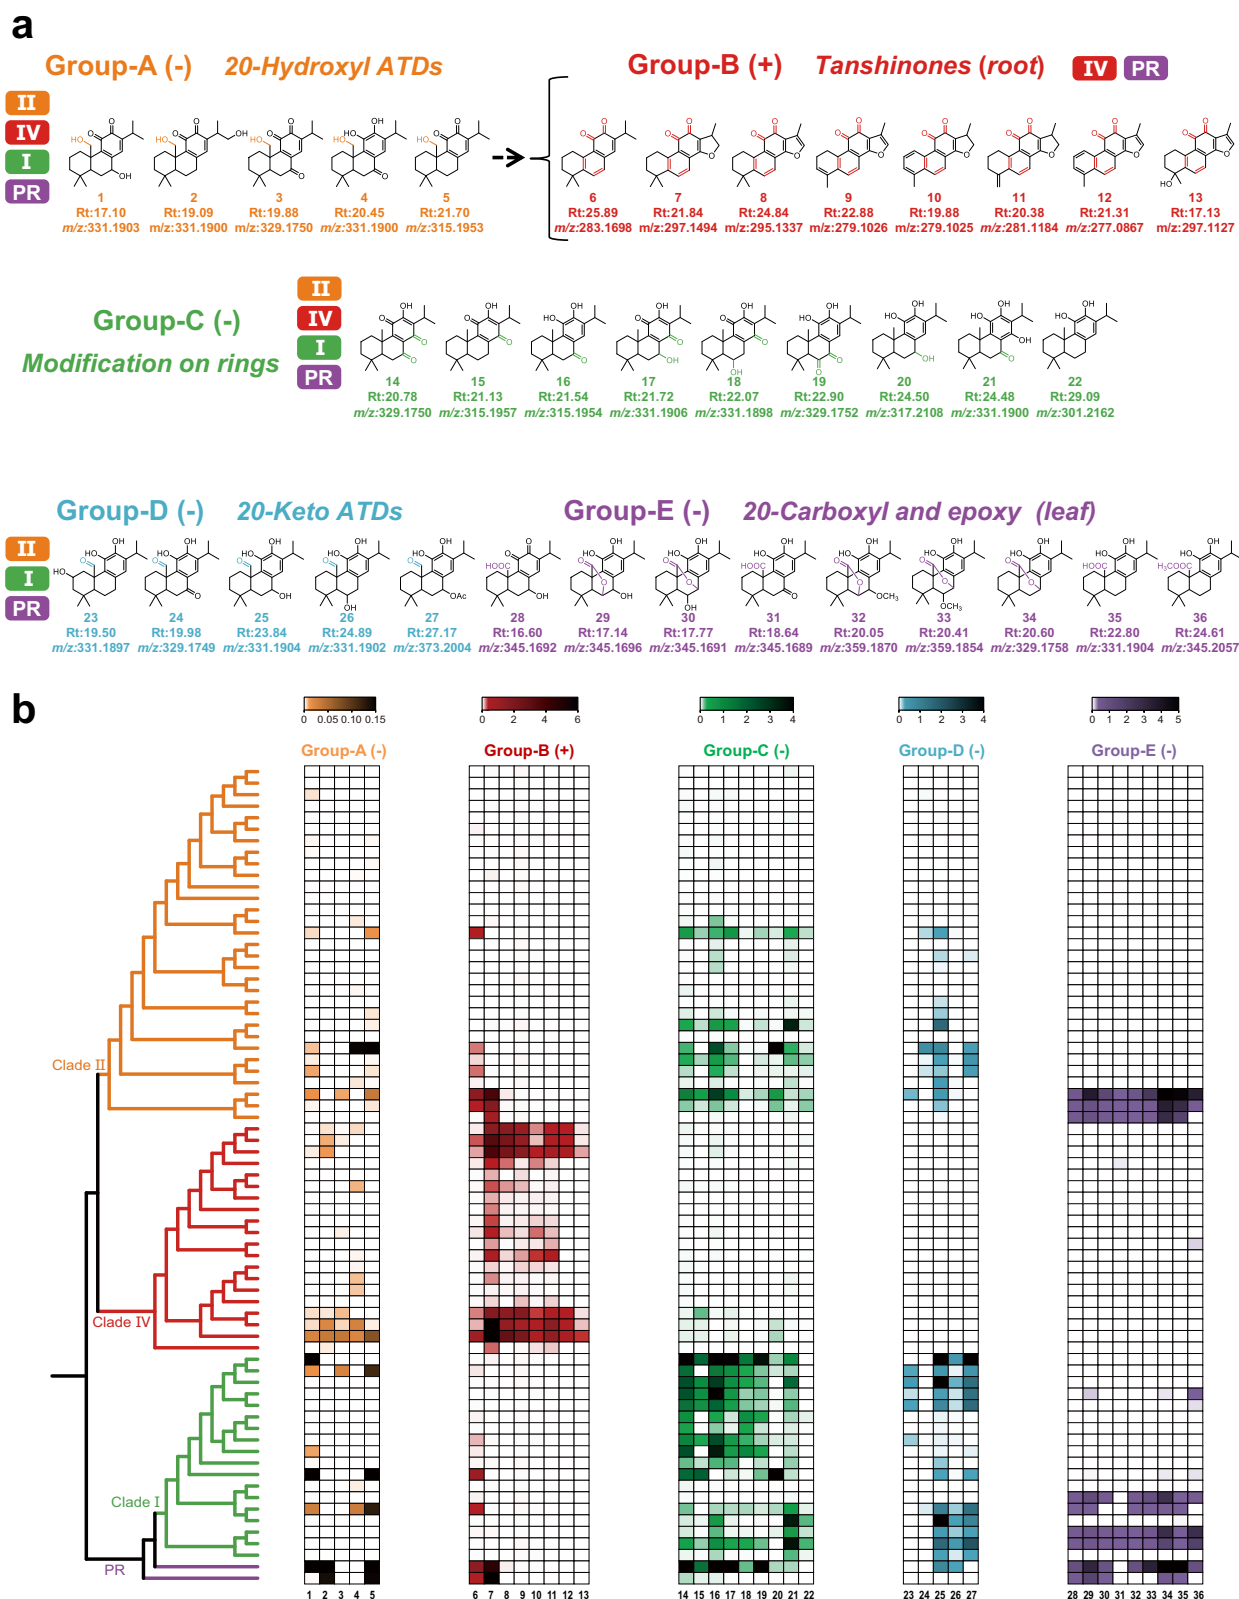 a
Group-A (-) 20-Hydroxyl ATDs
Group-B (+) Tanshinones (root) IV PR
II
IV
I
PR
1 2 3 4 5 6 7 8 9 10 11 12 13
Rt:17.10 Rt:19.09 Rt:19.88 Rt:20.45 Rt:21.70 Rt:25.89 Rt:21.84 Rt:24.84 Rt:22.88 Rt:19.88 Rt:20.38 Rt:21.31 Rt:17.13
m/z:331.1903 m/z:331.1900 m/z:329.1750 m/z:331.1900 m/z:315.1953 m/z:283.1698 m/z:297.1494 m/z:295.1337 m/z:279.1026 m/z:279.1025 m/z:281.1184 m/z:277.0867 m/z:297.1127
Group-C (-)
Modification on rings
II
IV
I
PR
14 15 16 17 18 19 20 21 22
Rt:20.78 Rt:21.13 Rt:21.54 Rt:21.72 Rt:22.07 Rt:22.90 Rt:24.50 Rt:24.48 Rt:29.09
m/z:329.1750 m/z:315.1957 m/z:315.1954 m/z:331.1906 m/z:331.1898 m/z:329.1752 m/z:317.2108 m/z:331.1900 m/z:301.2162
Group-D (-) 20-Keto ATDs
Group-E (-) 20-Carboxyl and epoxy (leaf)
II
I
PR
23 24 25 26 27 28 29 30 31 32 33 34 35 36
Rt:19.50 Rt:19.98 Rt:23.84 Rt:24.89 Rt:27.17 Rt:16.60 Rt:17.14 Rt:17.77 Rt:18.64 Rt:20.05 Rt:20.41 Rt:20.60 Rt:22.80 Rt:24.61
m/z:331.1897 m/z:329.1749 m/z:331.1904 m/z:331.1902 m/z:373.2004 m/z:345.1692 m/z:345.1696 m/z:345.1691 m/z:345.1689 m/z:359.1870 m/z:359.1854 m/z:329.1758 m/z:331.1904 m/z:345.2057
b
0 0.05 0.10 0.15
0 2 4 6
0 1 2 3 4
0 1 2 3 4
0 1 2 3 4 5
Group-A (-) Group-B (+) Group-C (-) Group-D (-) Group-E (-)
Clade II
Clade IV
Clade I
PR
1 2 3 4 5 6 7 8 9 10 11 12 13 14 15 16 17 18 19 20 21 22 23 24 25 26 27 28 29 30 31 32 33 34 35 36